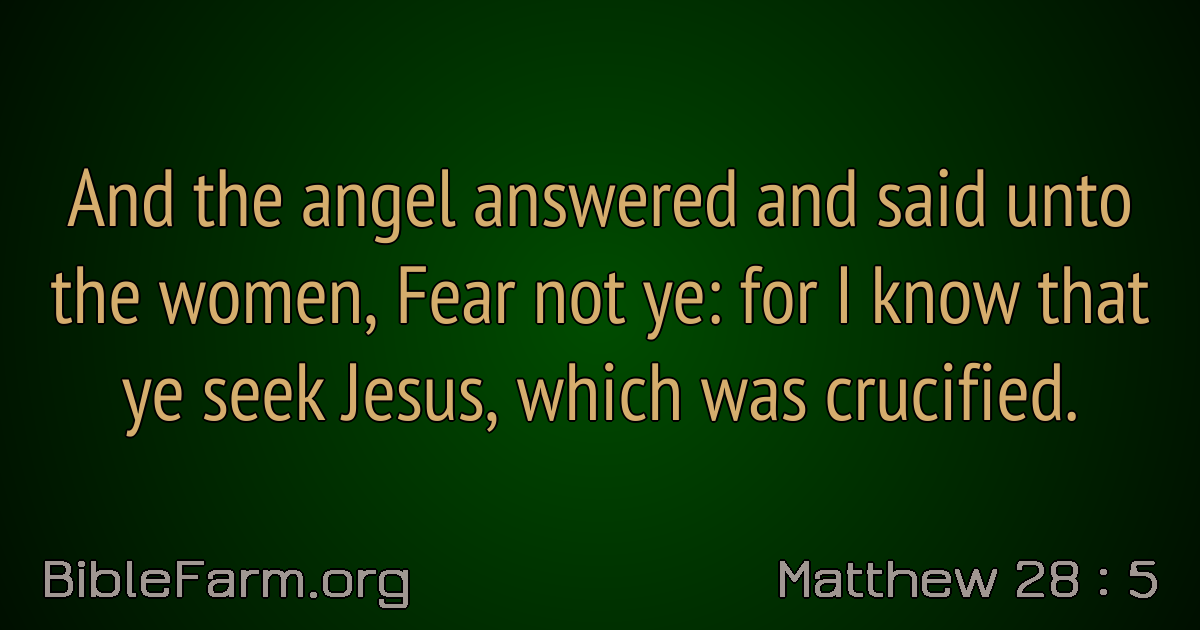 And the angel answered and said unto
the women, Fear not ye: for I know that
ye seek Jesus, which was crucified.
BibleFarm.org
Matthew 28 : 5